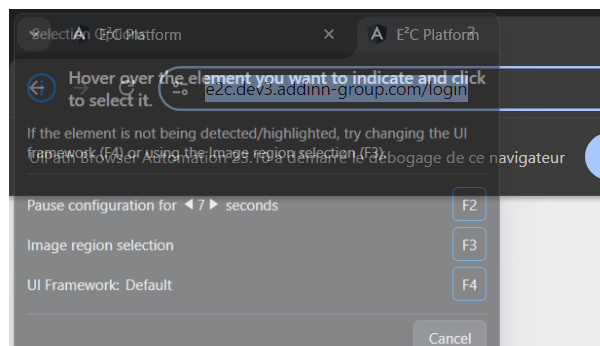 Selection Options
E²C Platform
E²C Platform
?
Hover over the element you want to indicate and click
to select it.
e2c.dev3.addinn-group.com/login
If the element is not being detected/highlighted, try changing the UI
framework (F4) or using the Image region selection (F3).
UiPath Browser Automation 25.10 a démarré le débogage de ce navigateur
Pause configuration for 7 seconds F2
Image region selection F3
UI Framework: Default F4
Cancel